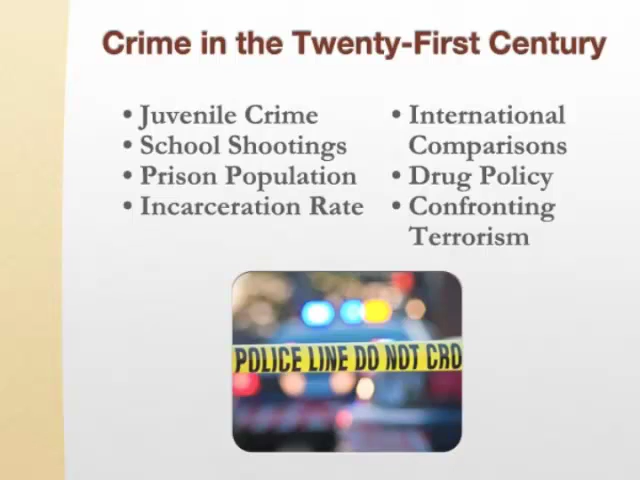 Crime in the Twenty-First Century
• Juvenile Crime
• School Shootings
• Prison Population
• Incarceration Rate
• International
Comparisons
• Drug Policy
• Confronting
Terrorism
POLICE LINE DO NOT CRO